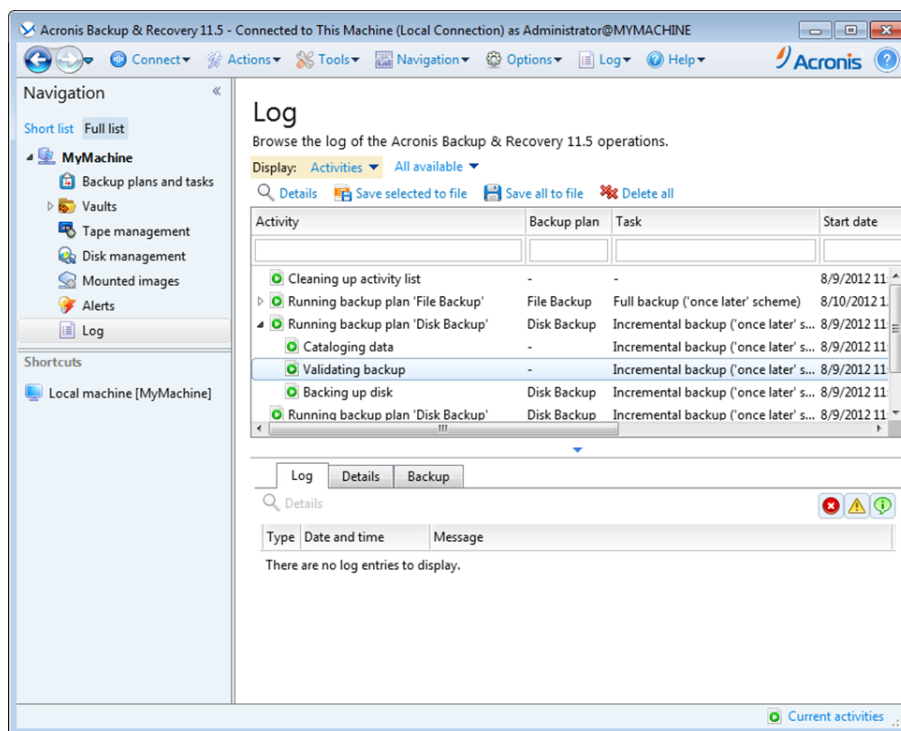 Acronis Backup & Recovery 11.5 - Connected to This Machine (Local Connection) as Administrator@MYMACHINE
Connect Actions Tools Navigation Options Log Help Acronis ?
Navigation
Short list Full list
MyMachine
Backup plans and tasks
Vaults
Tape management
Disk management
Mounted images
Alerts
Log
Shortcuts
Local machine [MyMachine]
Log
Browse the log of the Acronis Backup & Recovery 11.5 operations.
Display: Activities All available
Details Save selected to file Save all to file Delete all
Activity Backup plan Task Start date
Cleaning up activity list - - 8/9/2012 11:
Running backup plan 'File Backup' File Backup Full backup ('once later' scheme) 8/10/2012 1
Running backup plan 'Disk Backup' Disk Backup Incremental backup ('once later' s... 8/9/2012 11:
Cataloging data - Incremental backup ('once later' s... 8/9/2012 11:
Validating backup - Incremental backup ('once later' s... 8/9/2012 11:
Backing up disk Disk Backup Incremental backup ('once later' s... 8/9/2012 11:
Running backup plan 'Disk Backup' Disk Backup Incremental backup ('once later' s... 8/9/2012 11:
Log Details Backup
Details
Type Date and time Message
There are no log entries to display.
Current activities